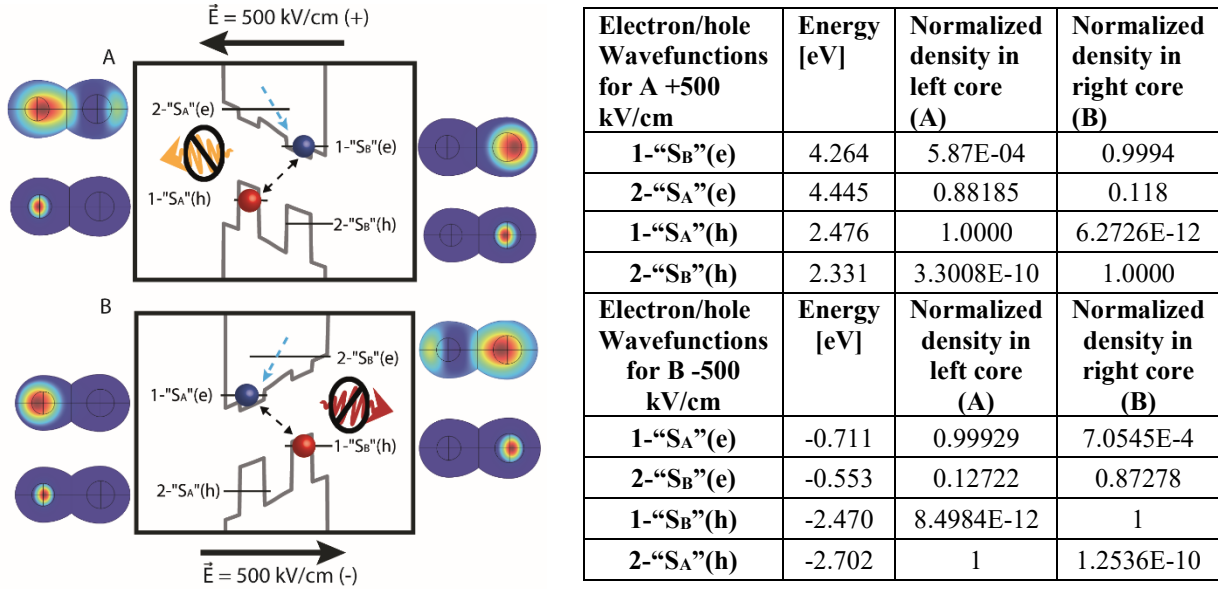 E⃗ = 500 kV/cm (+)
A
2-"SA"(e)
1-"SB"(e)
1-"SA"(h)
2-"SB"(h)
B
2-"SB"(e)
1-"SA"(e)
1-"SB"(h)
2-"SA"(h)
E⃗ = 500 kV/cm (-)
Electron/hole Energy Normalized Normalized
Wavefunctions [eV] density in density in
for A +500 left core right core
kV/cm (A) (B)
1-“SB”(e) 4.264 5.87E-04 0.9994
2-“SA”(e) 4.445 0.88185 0.118
1-“SA”(h) 2.476 1.0000 6.2726E-12
2-“SB”(h) 2.331 3.3008E-10 1.0000
Electron/hole Energy Normalized Normalized
Wavefunctions [eV] density in density in
for B -500 left core right core
kV/cm (A) (B)
1-“SA”(e) -0.711 0.99929 7.0545E-4
2-“SB”(e) -0.553 0.12722 0.87278
1-“SB”(h) -2.470 8.4984E-12 1
2-“SA”(h) -2.702 1 1.2536E-10